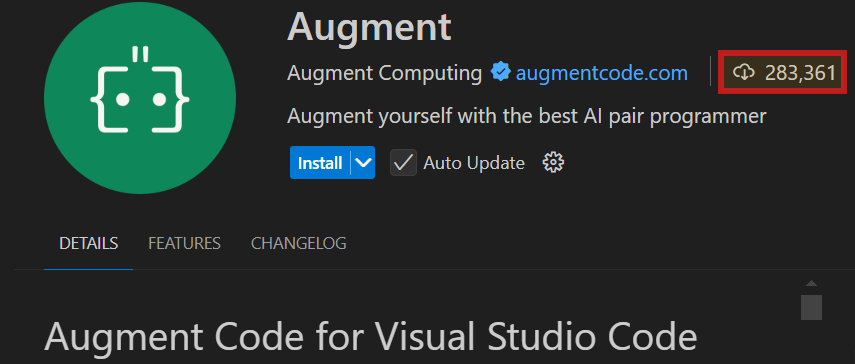 Augment
Augment Computing augmentcode.com 283,361
Augment yourself with the best AI pair programmer
Install Auto Update
DETAILS FEATURES CHANGELOG
Augment Code for Visual Studio Code